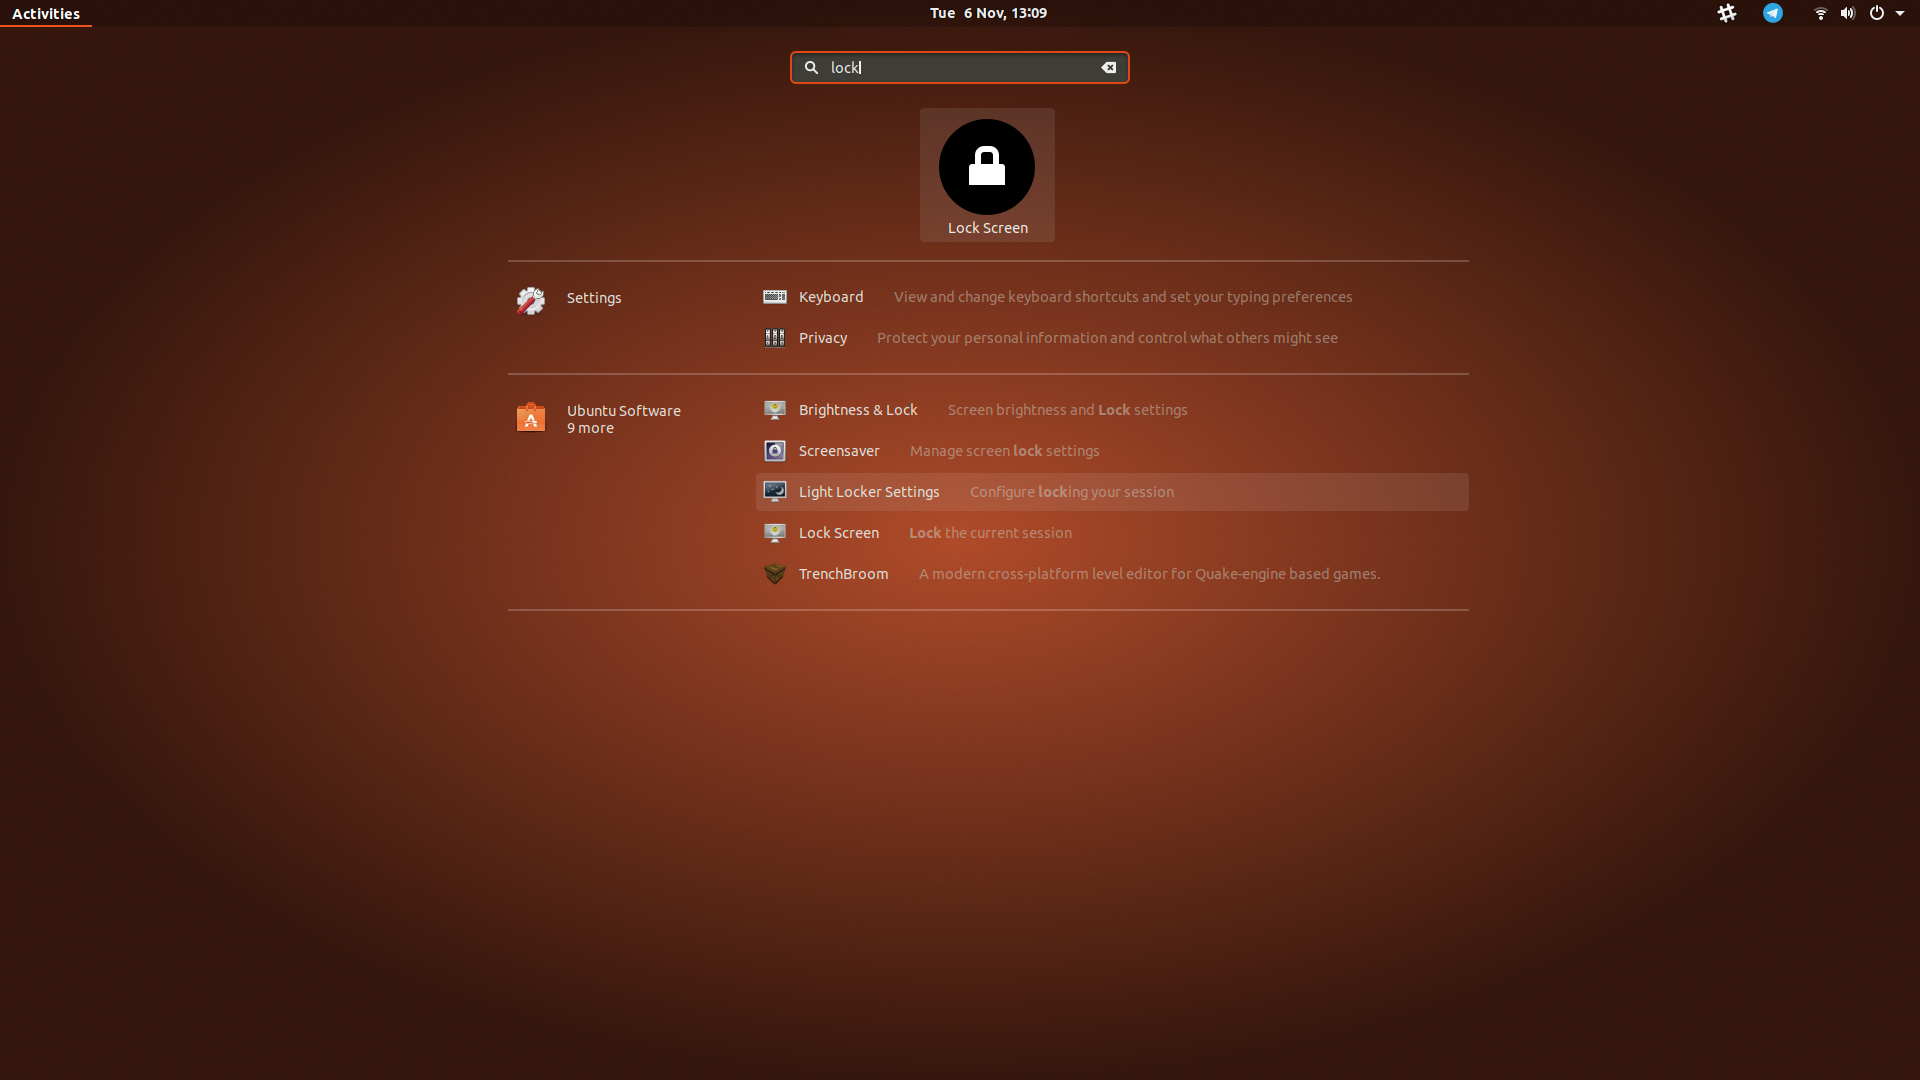 Activities
Tue 6 Nov, 13:09
lock
Lock Screen
Settings
Keyboard View and change keyboard shortcuts and set your typing preferences
Privacy Protect your personal information and control what others might see
Ubuntu Software
9 more
Brightness & Lock Screen brightness and Lock settings
Screensaver Manage screen lock settings
Light Locker Settings Configure locking your session
Lock Screen Lock the current session
TrenchBroom A modern cross-platform level editor for Quake-engine based games.